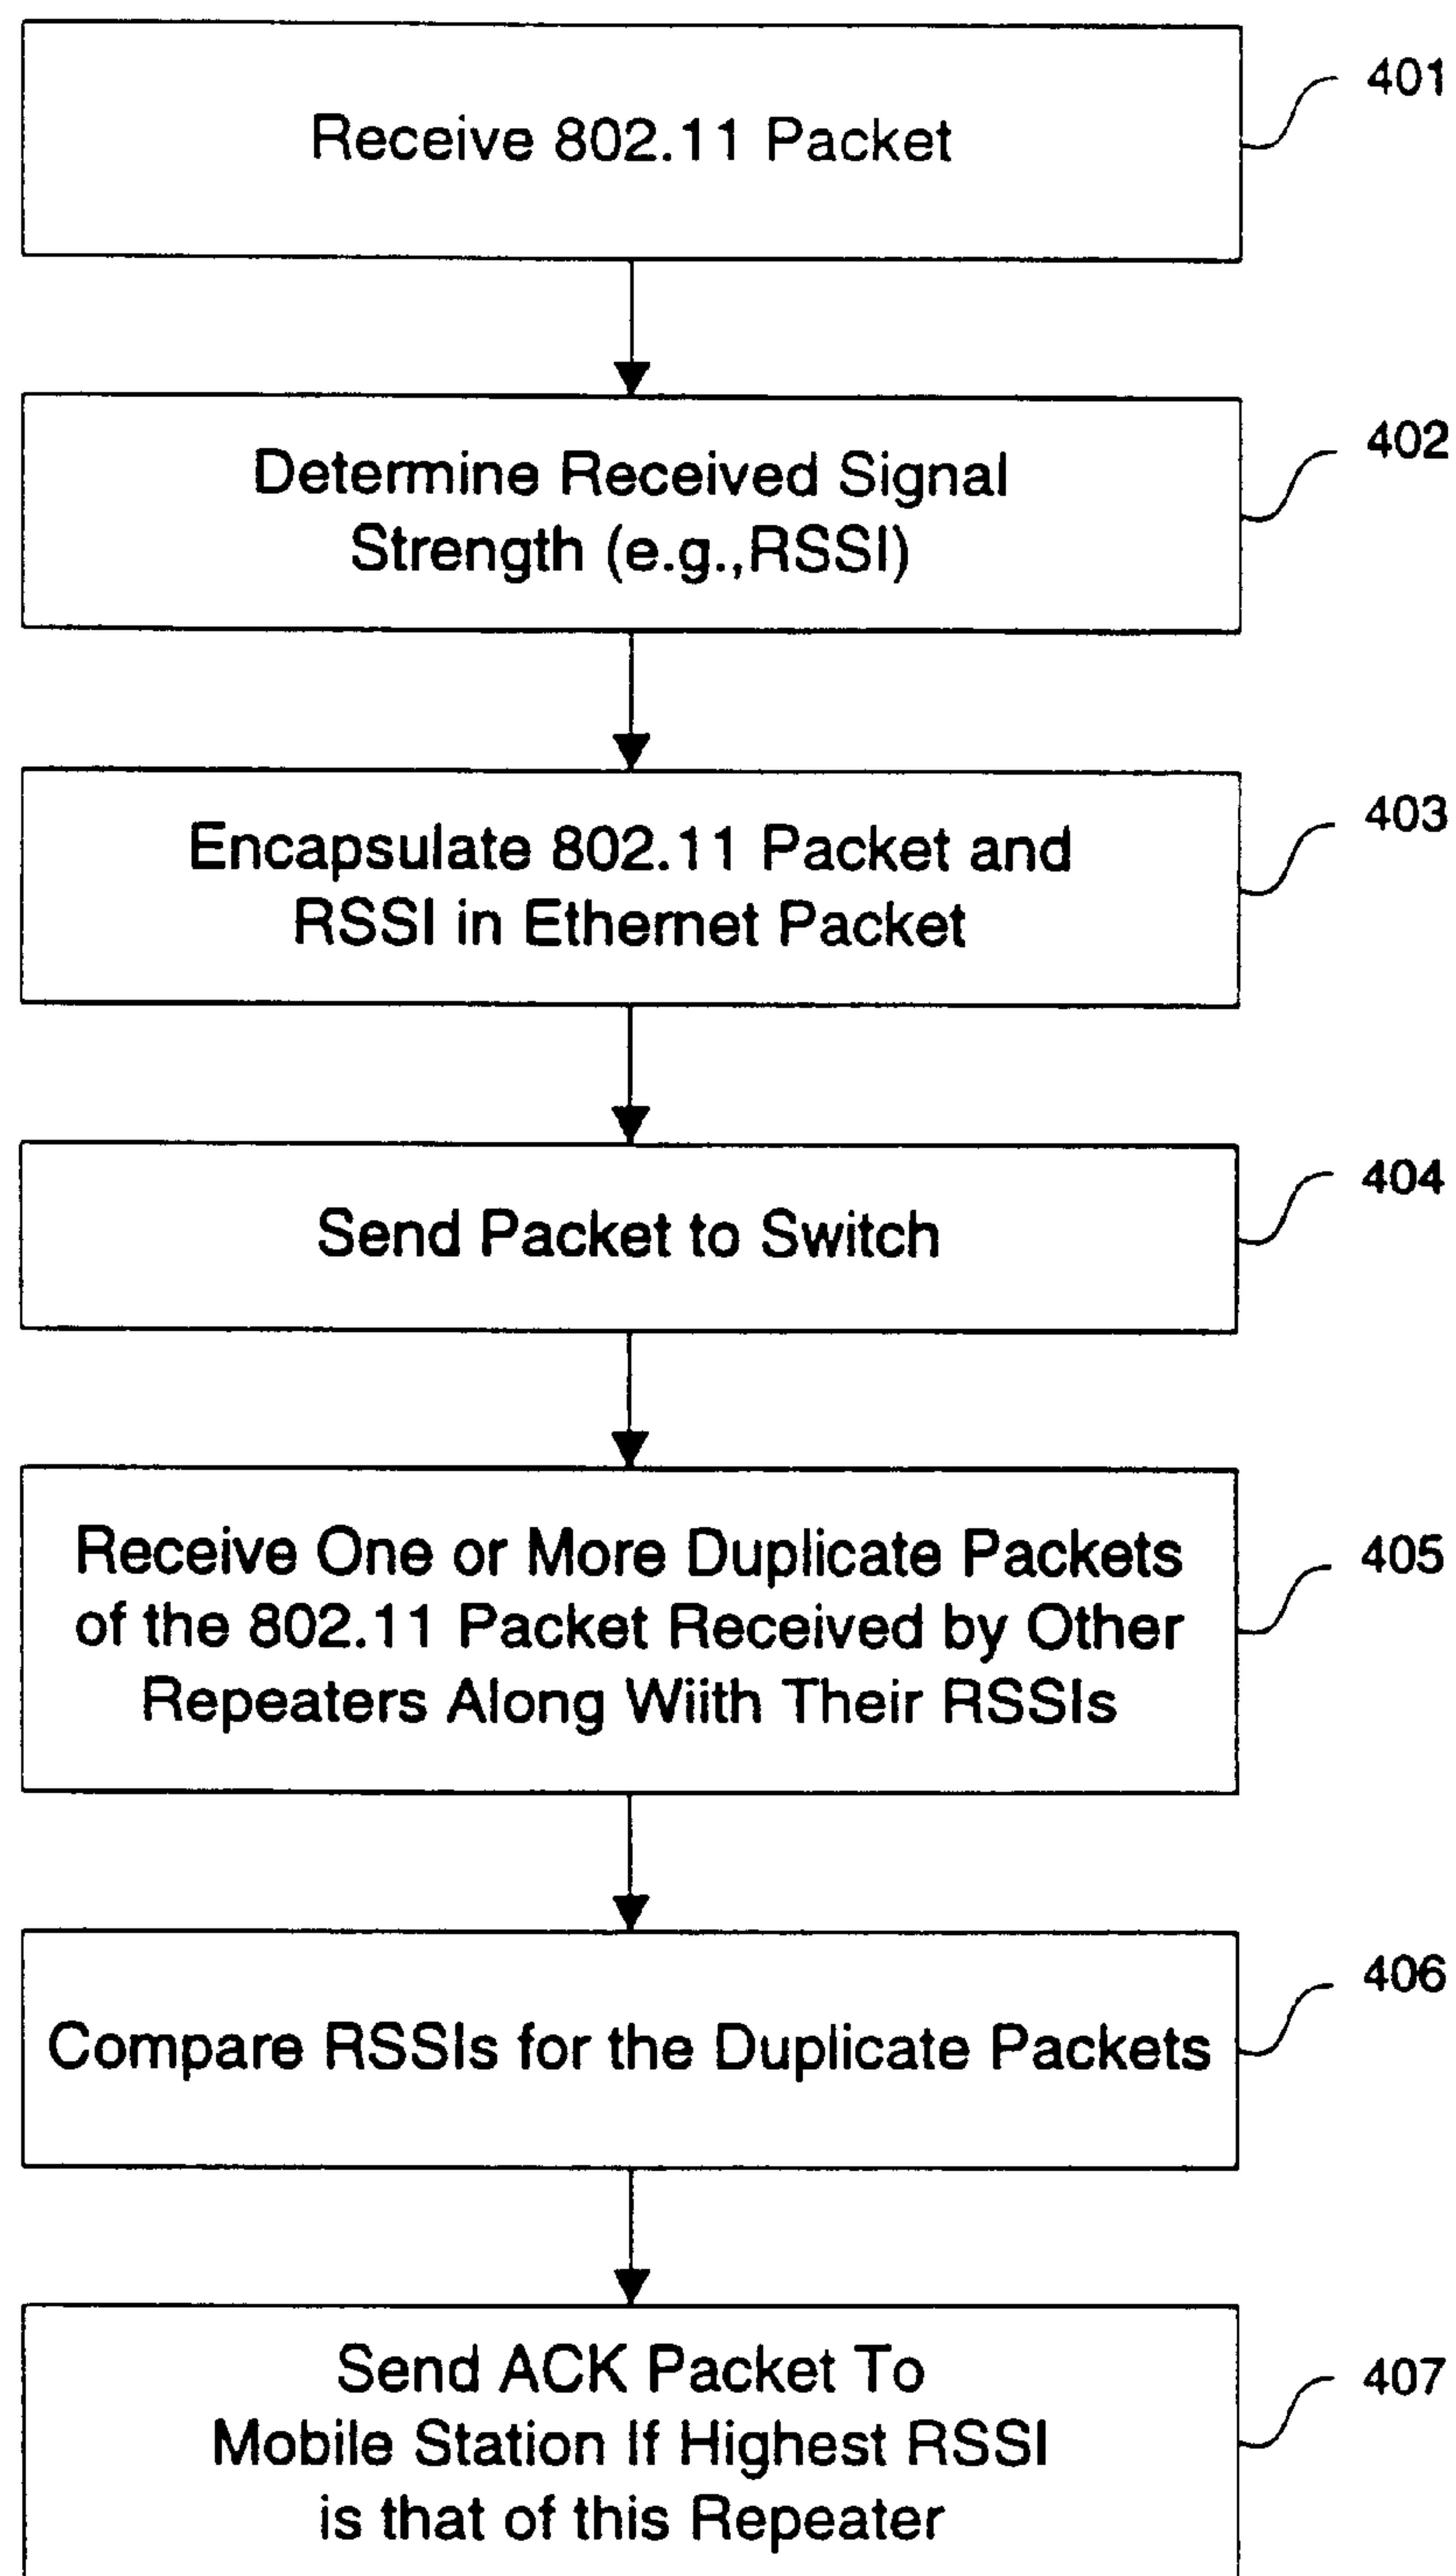 Receive 802.11 Packet
401
Determine Received Signal
Strength (e.g.,RSSI)
402
Encapsulate 802.11 Packet and
RSSI in Ethernet Packet
403
Send Packet to Switch
404
Receive One or More Duplicate Packets
of the 802.11 Packet Received by Other
Repeaters Along Wiith Their RSSIs
405
Compare RSSIs for the Duplicate Packets
406
Send ACK Packet To
Mobile Station If Highest RSSI
is that of this Repeater
407